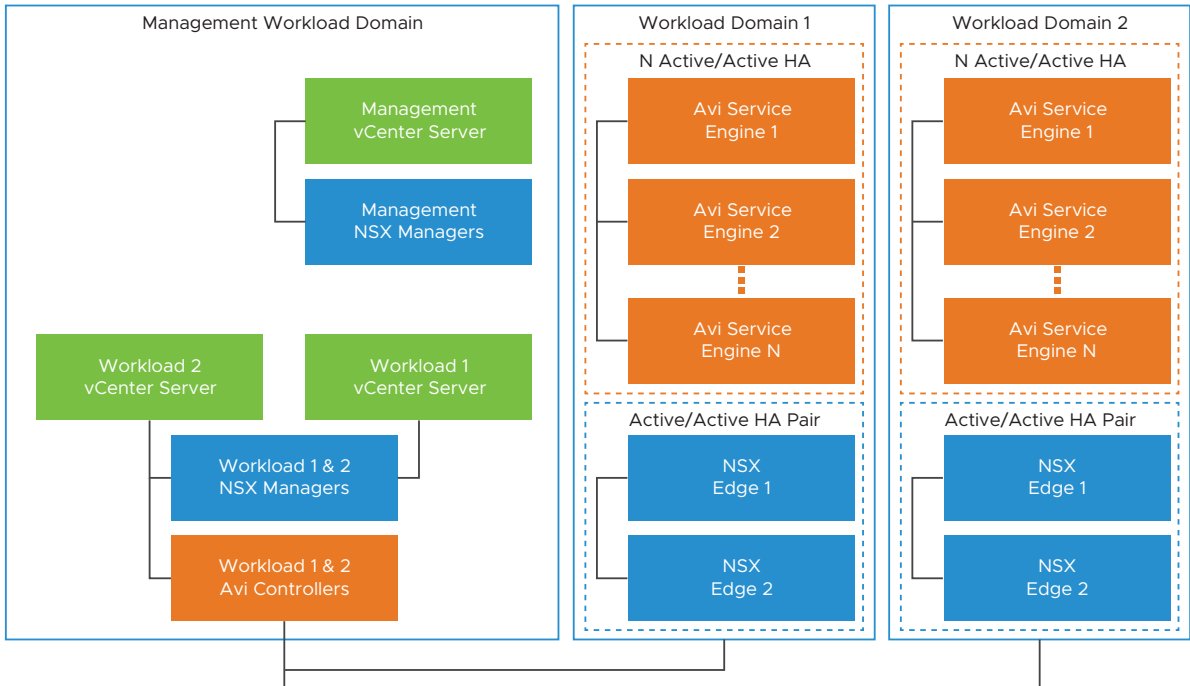 Management Workload Domain
Management
vCenter Server
Management
NSX Managers
Workload 2
vCenter Server
Workload 1
vCenter Server
Workload 1 & 2
NSX Managers
Workload 1 & 2
Avi Controllers
Workload Domain 1
N Active/Active HA
Avi Service
Engine 1
Avi Service
Engine 2
Avi Service
Engine N
Active/Active HA Pair
NSX
Edge 1
NSX
Edge 2
Workload Domain 2
N Active/Active HA
Avi Service
Engine 1
Avi Service
Engine 2
Avi Service
Engine N
Active/Active HA Pair
NSX
Edge 1
NSX
Edge 2